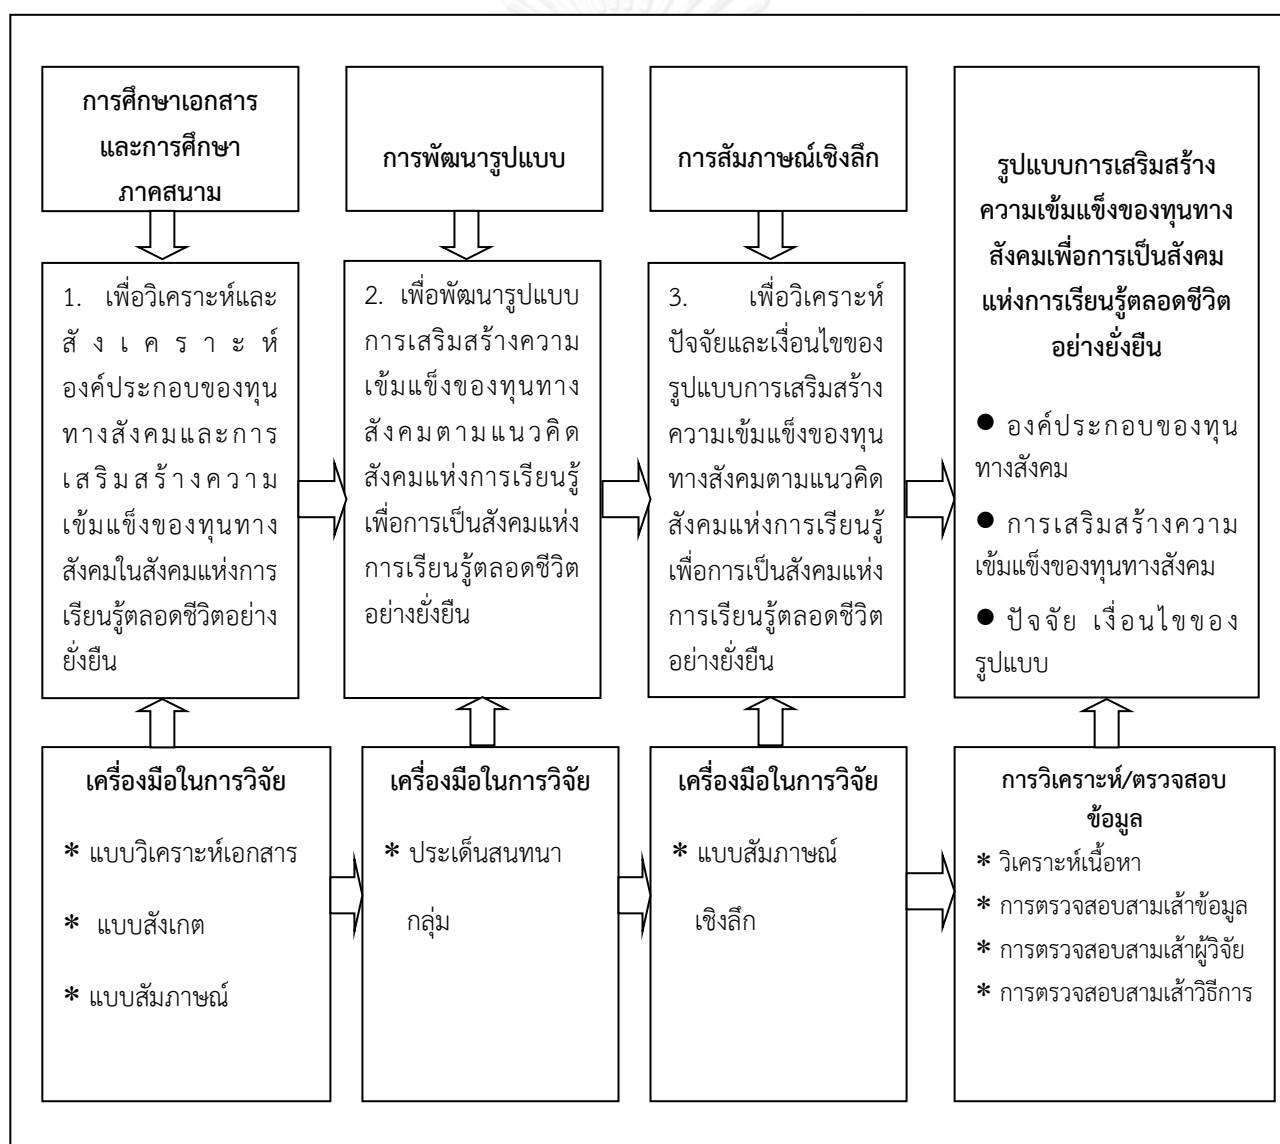 การศึกษาเอกสาร
และการศึกษา
ภาคสนาม
การพัฒนารูปแบบ
การสัมภาษณ์เชิงลึก
รูปแบบการเสริมสร้าง
ความเข้มแข็งของทุนทาง
สังคมเพื่อการเป็นสังคม
แห่งการเรียนรู้ตลอดชีวิต
อย่างยั่งยืน
● องค์ประกอบของทุน
ทางสังคม
● การเสริมสร้างความ
เข้มแข็งของทุนทางสังคม
● ปัจจัย เงื่อนไขของ
รูปแบบ
1. เพื่อวิเคราะห์และ
สังเคราะห์
องค์ประกอบของทุน
ทางสังคมและการ
เสริมสร้างความ
เข้มแข็งของทุนทาง
สังคมในสังคมแห่งการ
เรียนรู้ตลอดชีวิตอย่าง
ยั่งยืน
2. เพื่อพัฒนารูปแบบ
การเสริมสร้างความ
เข้มแข็งของทุนทาง
สังคมตามแนวคิด
สังคมแห่งการเรียนรู้
เพื่อการเป็นสังคมแห่ง
การเรียนรู้ตลอดชีวิต
อย่างยั่งยืน
3. เพื่อวิเคราะห์
ปัจจัยและเงื่อนไขของ
รูปแบบการเสริมสร้าง
ความเข้มแข็งของทุน
ทางสังคมตามแนวคิด
สังคมแห่งการเรียนรู้
เพื่อการเป็นสังคมแห่ง
การเรียนรู้ตลอดชีวิต
อย่างยั่งยืน
เครื่องมือในการวิจัย
* แบบวิเคราะห์เอกสาร
* แบบสังเกต
* แบบสัมภาษณ์
เครื่องมือในการวิจัย
* ประเด็นสนทนา
กลุ่ม
เครื่องมือในการวิจัย
* แบบสัมภาษณ์
เชิงลึก
การวิเคราะห์/ตรวจสอบ
ข้อมูล
* วิเคราะห์เนื้อหา
* การตรวจสอบสามเส้าข้อมูล
* การตรวจสอบสามเส้าผู้วิจัย
* การตรวจสอบสามเส้าวิธีการ